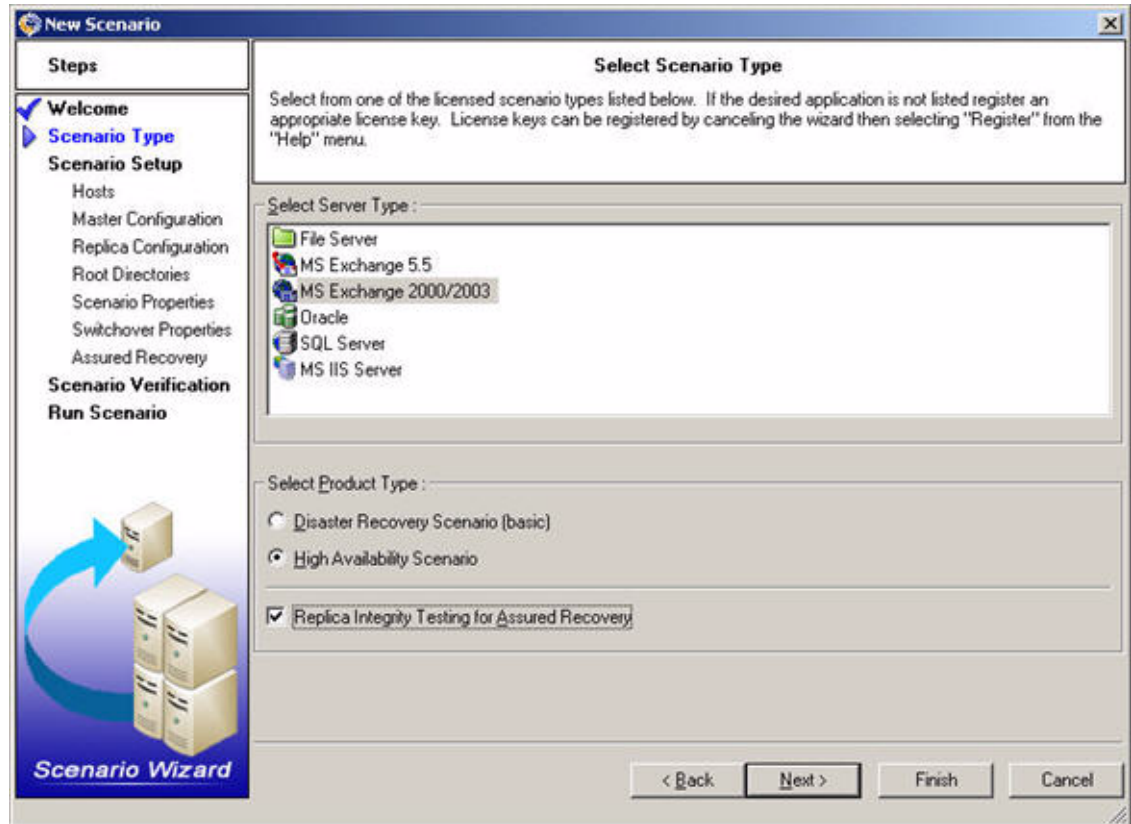 New Scenario
Steps
Welcome
Scenario Type
Scenario Setup
Hosts
Master Configuration
Replica Configuration
Root Directories
Scenario Properties
Switchover Properties
Assured Recovery
Scenario Verification
Run Scenario
Scenario Wizard
Select Scenario Type
Select from one of the licensed scenario types listed below. If the desired application is not listed register an
appropriate license key. License keys can be registered by canceling the wizard then selecting "Register" from the
"Help" menu.
Select Server Type :
File Server
MS Exchange 5.5
MS Exchange 2000/2003
Oracle
SQL Server
MS IIS Server
Select Product Type :
Disaster Recovery Scenario (basic)
High Availability Scenario
Replica Integrity Testing for Assured Recovery
< Back
Next >
Finish
Cancel